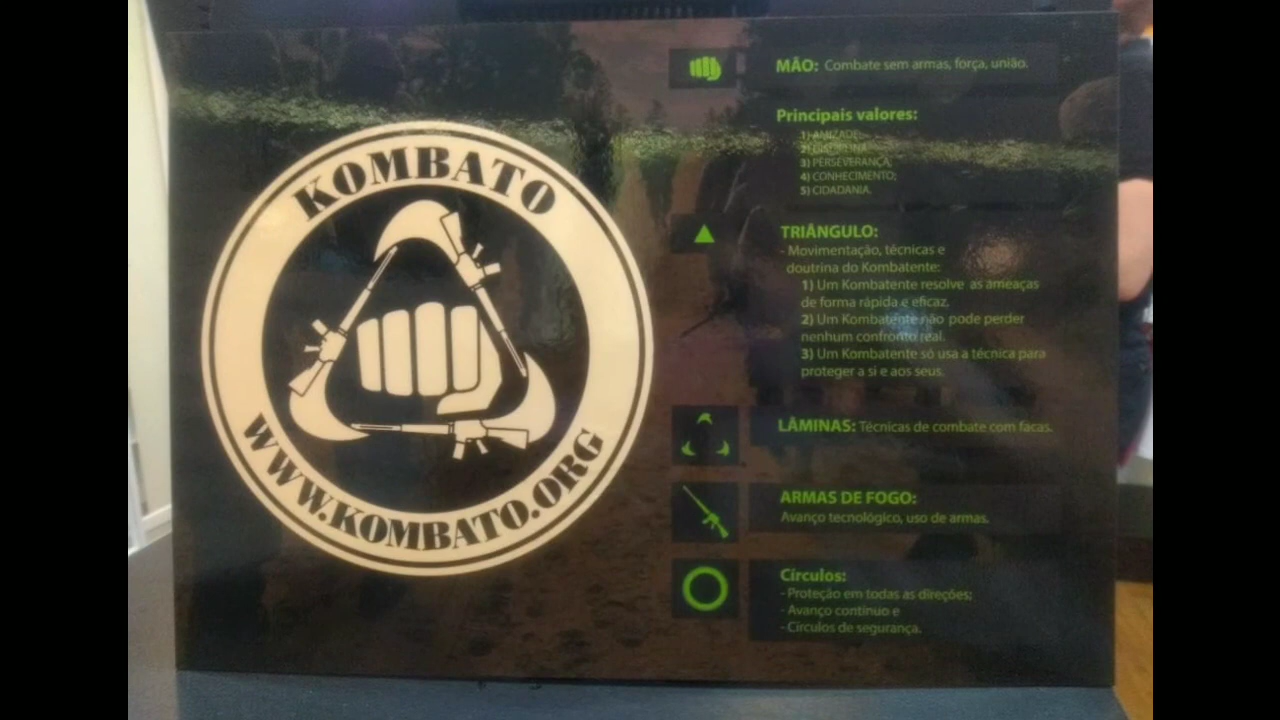 KOMBATO
WWW.KOMBATO.ORG
MÃO: Combate sem armas, força, união.
Principais valores:
1) AMIZADE;
2) DISCIPLINA;
3) PERSEVERANÇA;
4) CONHECIMENTO;
5) CIDADANIA.
TRIÂNGULO:
- Movimentação, técnicas e
doutrina do Kombatente:
1) Um Kombatente resolve as ameaças
de forma rápida e eficaz.
2) Um Kombatente não pode perder
nenhum confronto real.
3) Um Kombatente só usa a técnica para
proteger a si e aos seus.
LÂMINAS: Técnicas de combate com facas.
ARMAS DE FOGO:
Avanço tecnológico, uso de armas.
Círculos:
- Proteção em todas as direções;
- Avanço contínuo e
- Círculos de segurança.